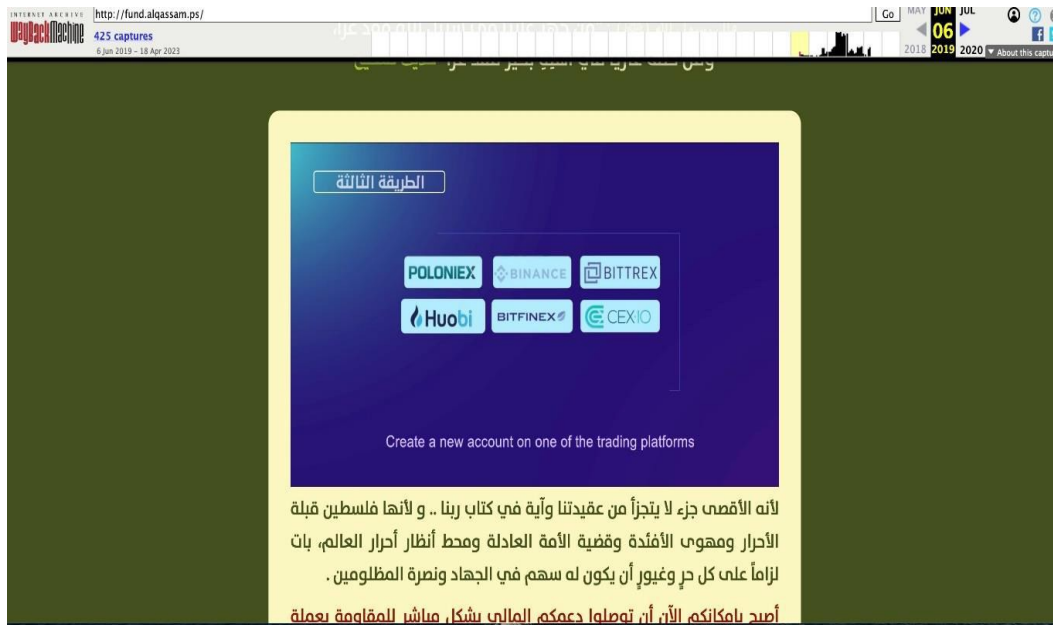 INTERNET ARCHIVE
WayBackMachine
http://fund.alqassam.ps/
Go
MAY JUN JUL
425 captures
06
6 Jun 2019 – 18 Apr 2023
2018 2019 2020
About this captu
الطريقة الثالثة
POLONIEX BINANCE BITTREX
Huobi BITFINEX CEX.IO
Create a new account on one of the trading platforms
لأنه الأقصى جزء لا يتجزأ من عقيدتنا وآية في كتاب ربنا .. و لأنها فلسطين قبلة
الأحرار ومهوى الأفئدة وقضية الأمة العادلة ومحط أنظار أحرار العالم، بات
لزاماً على كل حرٍ وغيورٍ أن يكون له سهم في الجهاد ونصرة المظلومين .
أصبح بإمكانكم الآن أن توصلوا دعمكم المالي بشكل مباشر للمقاومة بعملة